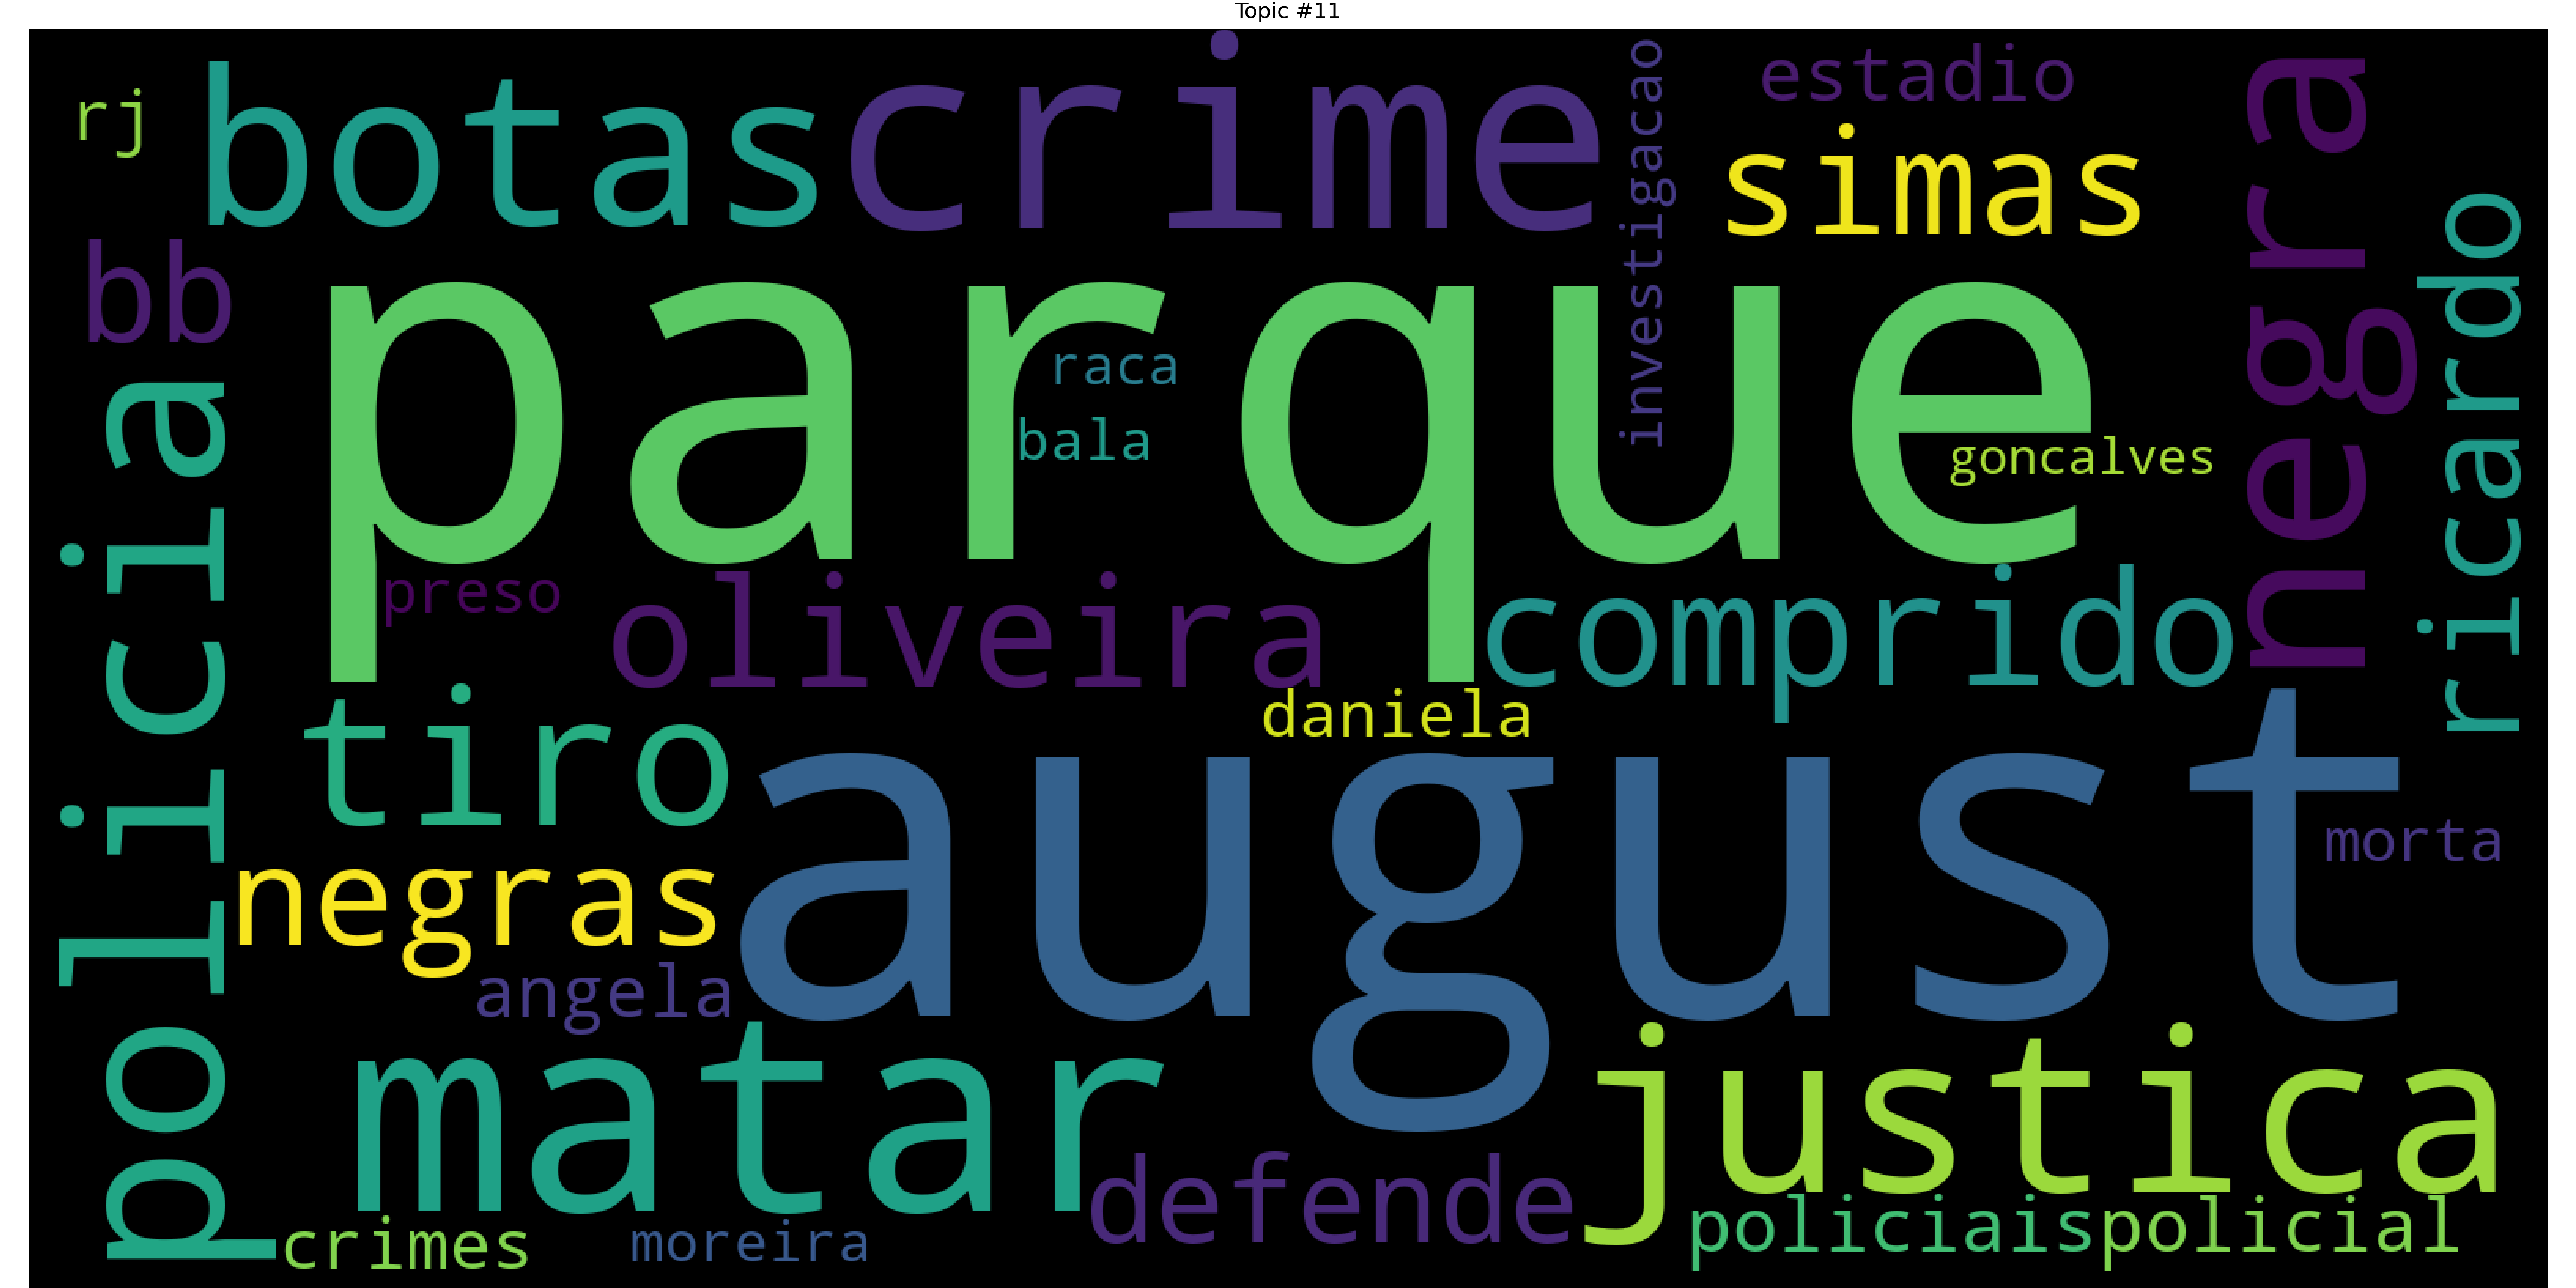 Topic #11
rj
botas
crime
investigacao
estadio
simas
negra
ricardo
bb
parque
raca
bala
goncalves
policia
preso
oliveira
comprido
tiro
daniela
august
morta
negras
angela
matar
justica
defende
policiais
policial
crimes
moreira